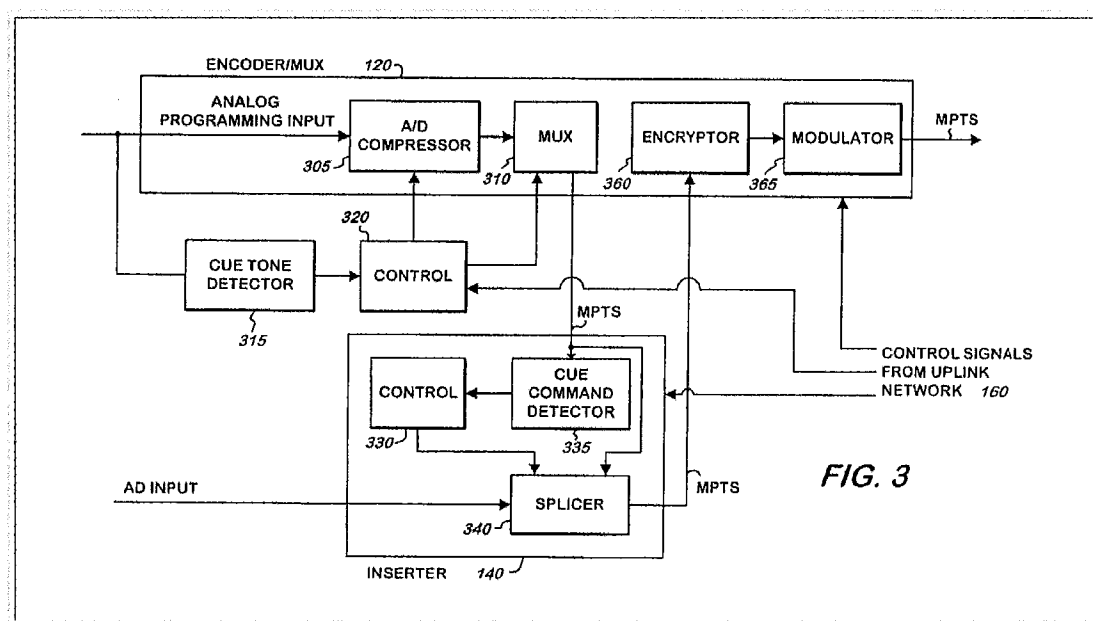 ENCODER/MUX 120
ANALOG
PROGRAMMING INPUT
A/D
COMPRESSOR
305
MUX
310
ENCRYPTOR
360
MODULATOR
365
MPTS
CUE TONE
DETECTOR
315
320
CONTROL
MPTS
CONTROL SIGNALS
FROM UPLINK
NETWORK 160
CONTROL
330
CUE
COMMAND
DETECTOR
335
AD INPUT
SPLICER
340
MPTS
INSERTER 140
FIG. 3